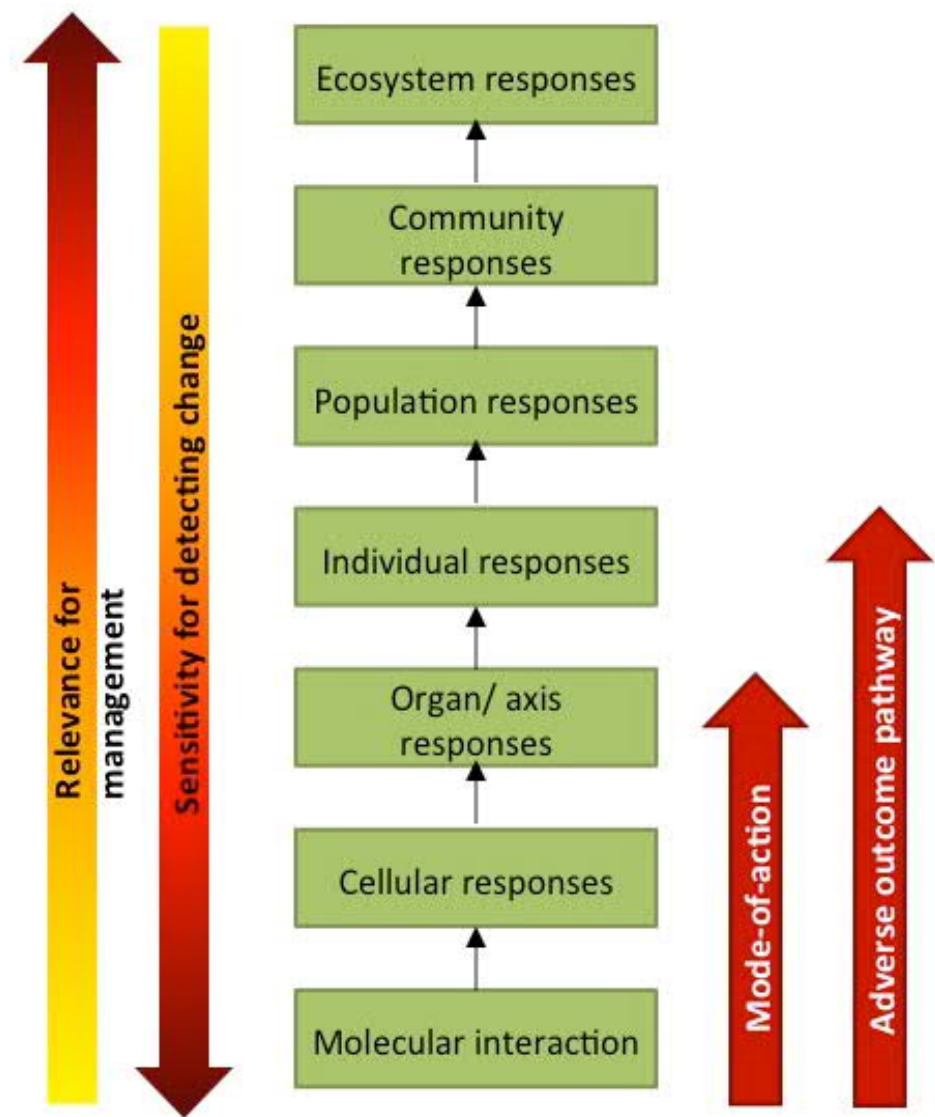 Ecosystem responses
Community
responses
Population responses
Individual responses
Organ/ axis
responses
Cellular responses
Molecular interaction
Relevance for
management
Sensitivity for detecting change
Mode-of-action
Adverse outcome pathway